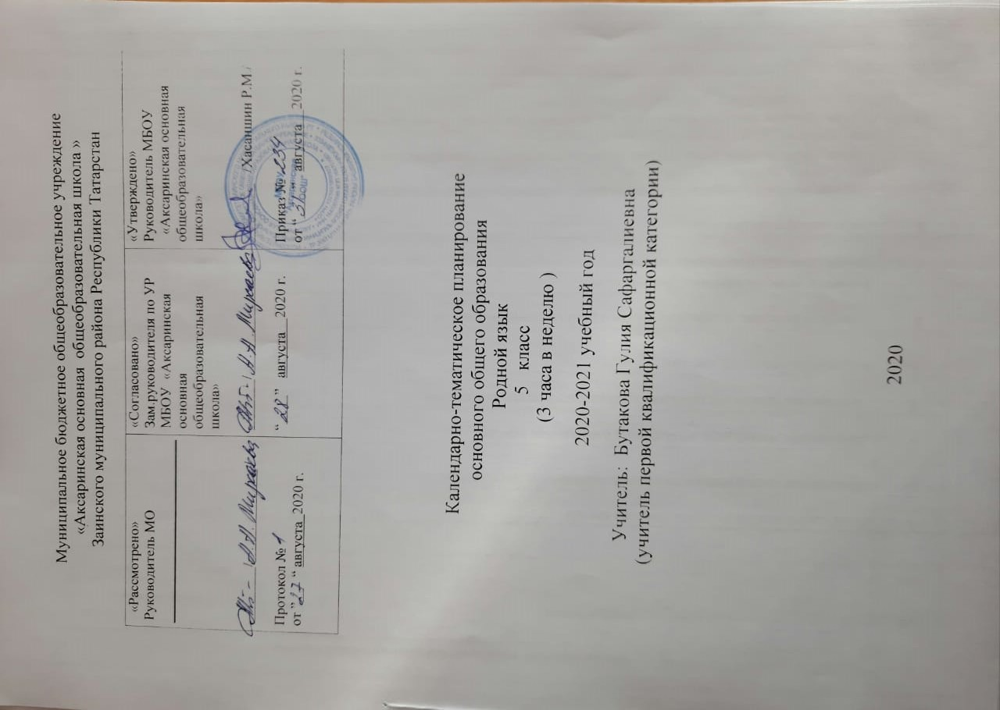 Муниципальное бюджетное общеобразовательное учреждение
«Аксаринская основная общеобразовательная школа »
Заинского муниципального района Республики Татарстан
«Рассмотрено»
Руководитель МО
Протокол № 1
от "27 " августа 2020 г.
«Согласовано»
Зам.руководителя по УР
МБОУ «Аксаринская
основная
общеобразовательная
школа»
" 28 " августа 2020 г.
«Утверждено»
Руководитель МБОУ
«Аксаринская основная
общеобразовательная
школа»
/Хасаншин Р.М./
Приказ № 234
от " 31 " августа 2020 г.
Календарно-тематическое планирование
основного общего образования
Родной язык
5 класс
(3 часа в неделю )
2020-2021 учебный год
Учитель: Бутакова Гулия Сафаргалиевна
(учитель первой квалификационной категории)
2020